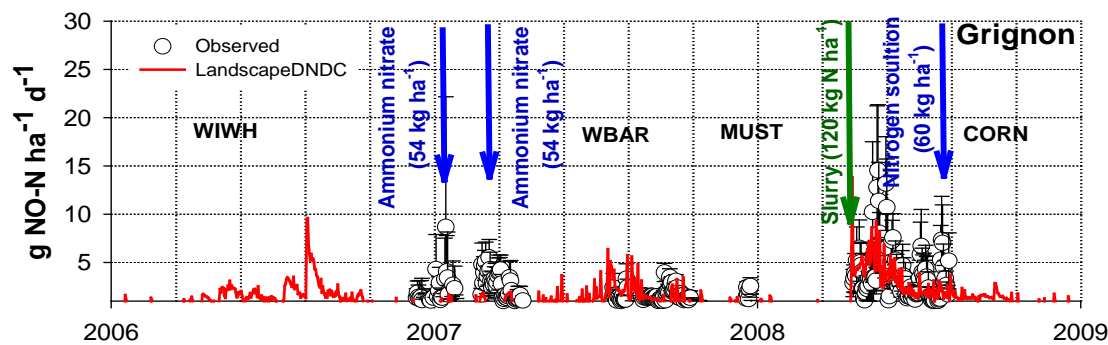 g NO-N ha-1 d-1
30
25
20
15
10
5
Observed
LandscapeDNDC
Ammonium nitrate
(54 kg ha-1)
Ammonium nitrate
(54 kg ha-1)
Slurry (120 kg N ha-1)
Nitrogen soultion
(60 kg ha-1)
Grignon
WIWH
WBAR
MUST
CORN
2006
2007
2008
2009